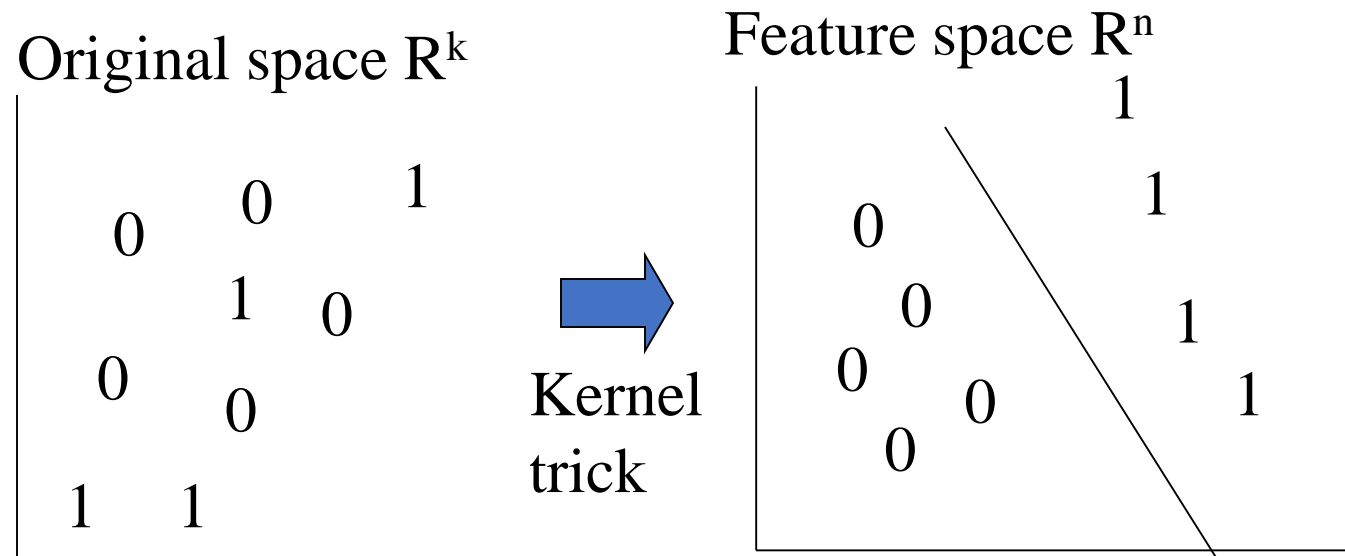 Original space Rᵏ
0 0 1
1 0
0 0
1 1
Kernel
trick
Feature space Rⁿ
1
1
0
0 1
0 0 1
0